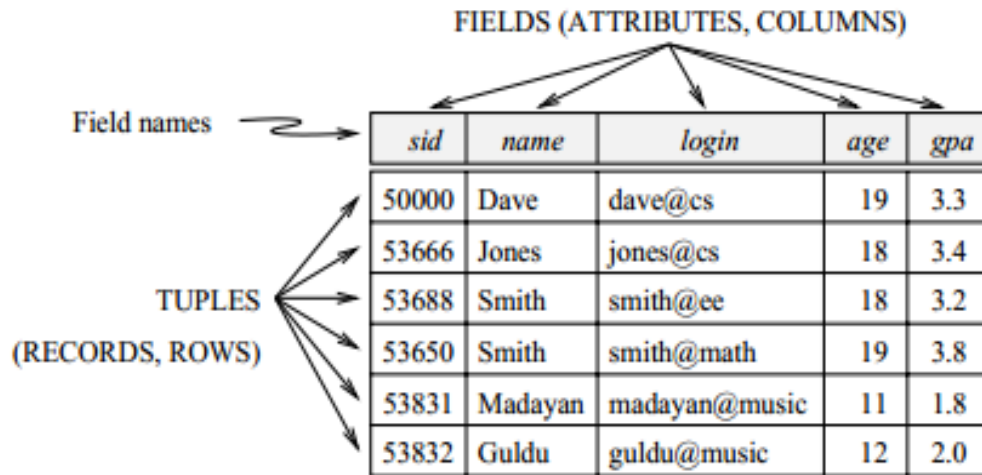 FIELDS (ATTRIBUTES, COLUMNS)
Field names
sid name login age gpa
50000 Dave dave@cs 19 3.3
53666 Jones jones@cs 18 3.4
53688 Smith smith@ee 18 3.2
TUPLES
(RECORDS, ROWS)
53650 Smith smith@math 19 3.8
53831 Madayan madayan@music 11 1.8
53832 Guldu guldu@music 12 2.0